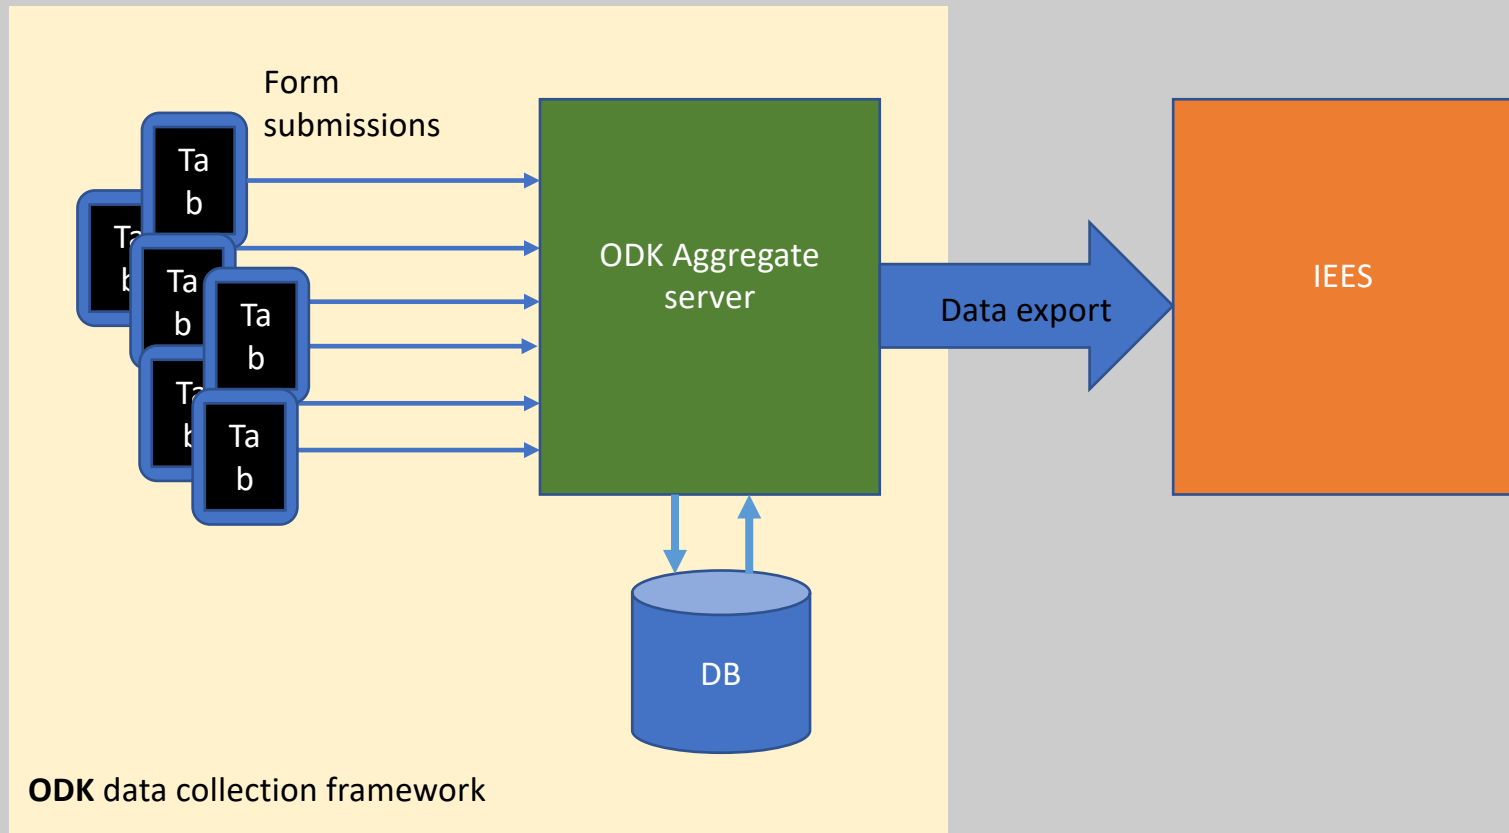 Form
submissions
Ta
b
Ta
b
Ta
b
Ta
b
Ta
b
Ta
b
ODK Aggregate
server
Data export
IEES
DB
ODK data collection framework